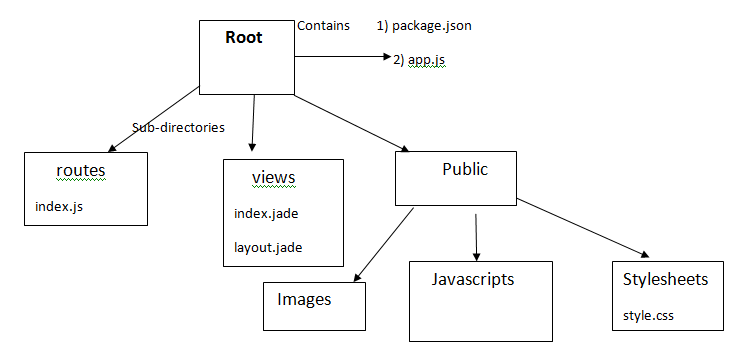 Root
Contains
1) package.json
2) app.js
Sub-directories
routes
index.js
views
index.jade
layout.jade
Public
Images
Javascripts
Stylesheets
style.css